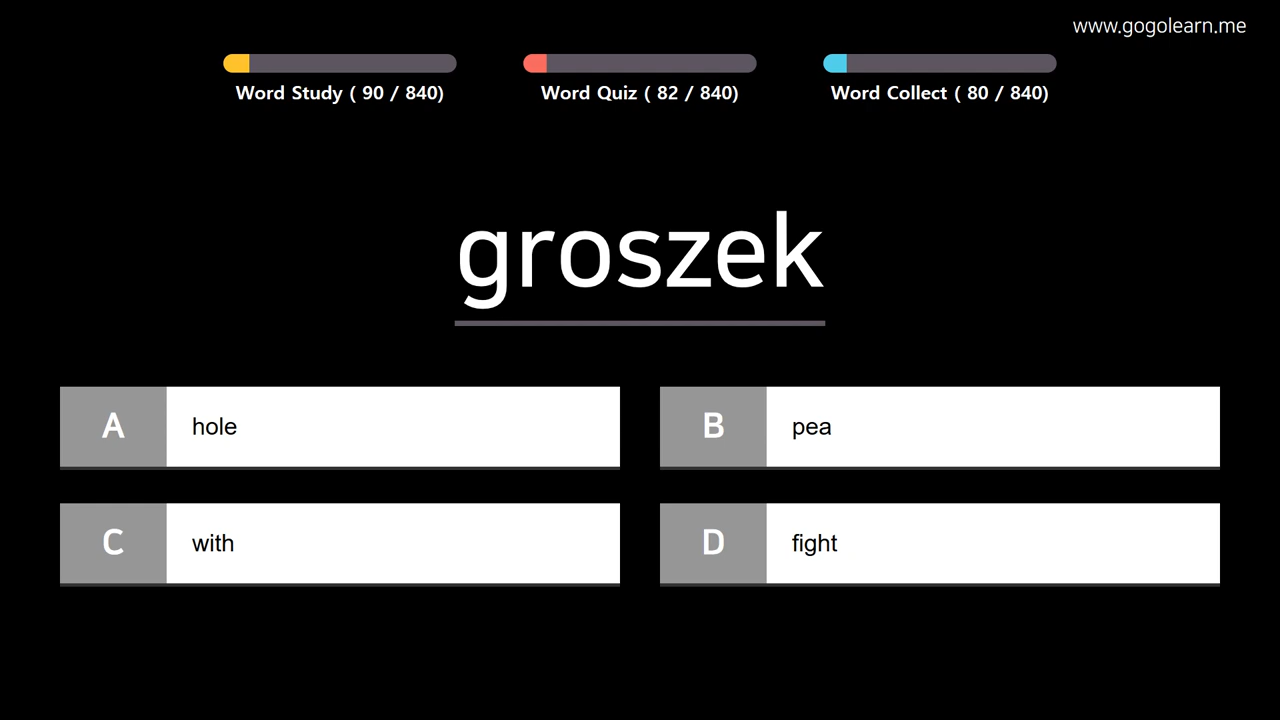 www.gogolearn.me
Word Study ( 90 / 840)
Word Quiz ( 82 / 840)
Word Collect ( 80 / 840)
groszek
A hole
B pea
C with
D fight